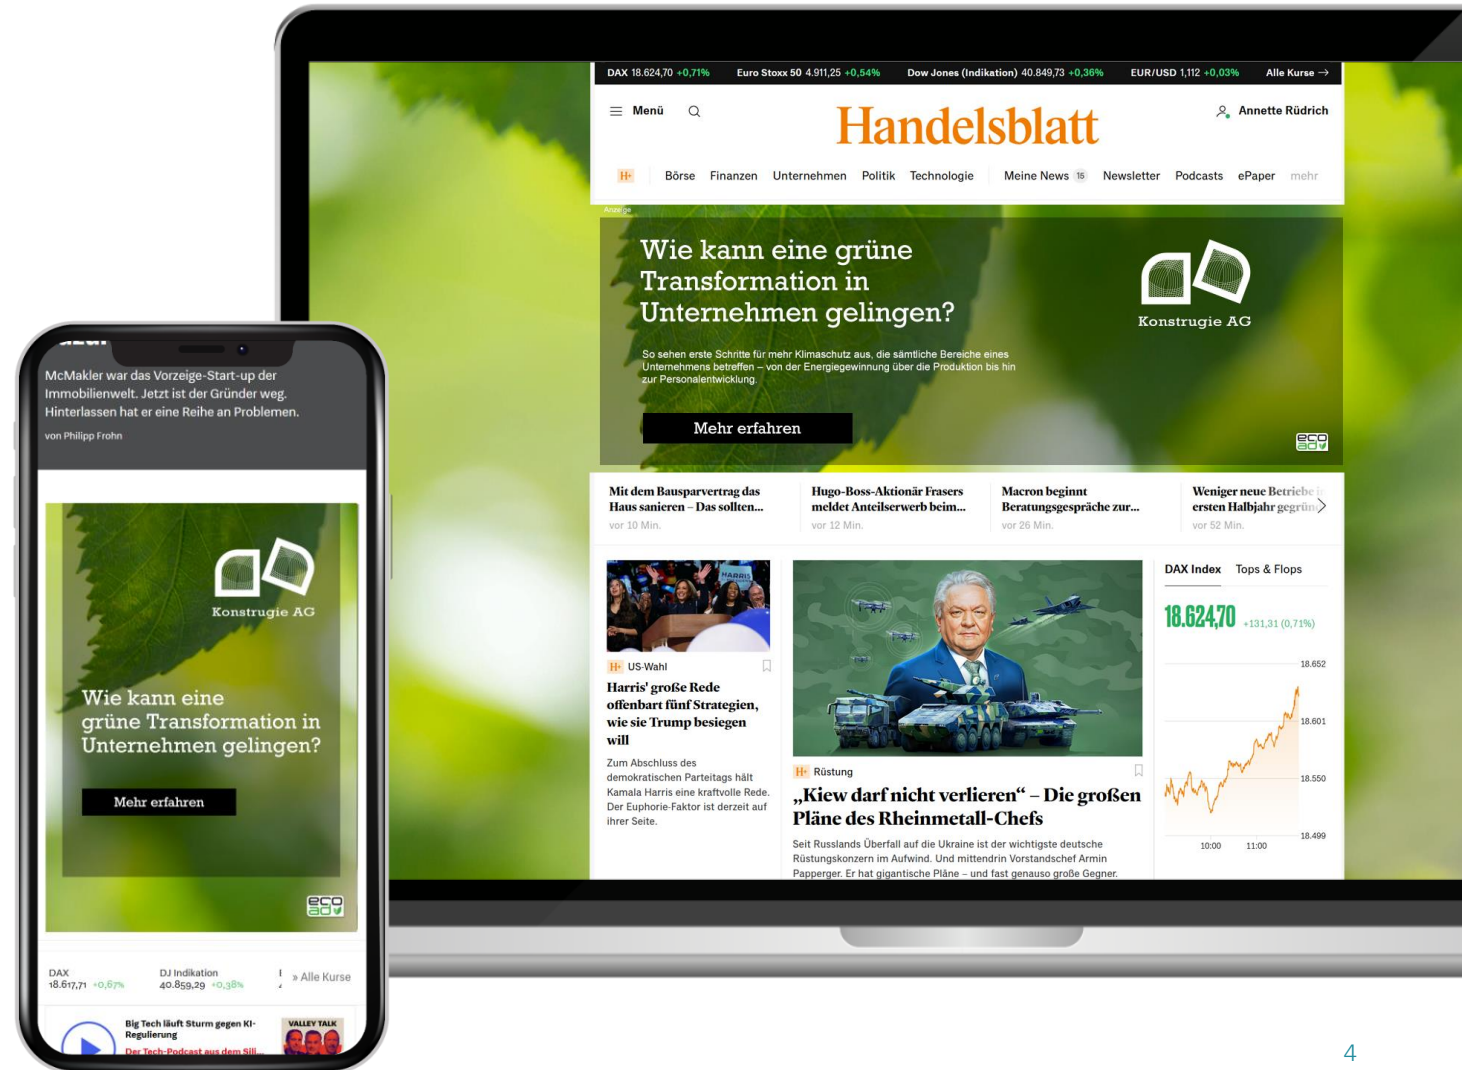 DAX 18.624,70 +0,71% Euro Stoxx 50 4.911,25 +0,54% Dow Jones (Indikation) 40.849,73 +0,36% EUR/USD 1,112 +0,03% Alle Kurse →
Menü
Handelsblatt
Annette Rüdrich
H+ Börse Finanzen Unternehmen Politik Technologie Meine News 15 Newsletter Podcasts ePaper mehr
Anzeige
Wie kann eine grüne
Transformation in
Unternehmen gelingen?
Konstrugie AG
So sehen erste Schritte für mehr Klimaschutz aus, die sämtliche Bereiche eines
Unternehmens betreffen – von der Energiegewinnung über die Produktion bis hin
zur Personalentwicklung.
Mehr erfahren
eco
adv
Mit dem Bausparvertrag das
Haus sanieren – Das sollten...
vor 10 Min.
Hugo-Boss-Aktionär Frasers
meldet Anteilserwerb beim...
vor 12 Min.
Macron beginnt
Beratungsgespräche zur...
vor 26 Min.
Weniger neue Betriebe
ersten Halbjahr
vor 52 Min.
HARRIS
H+ US-Wahl
Harris' große Rede
offenbart fünf Strategien,
wie sie Trump besiegen
will
Zum Abschluss des
demokratischen Parteitags hält
Kamala Harris eine kraftvolle Rede.
Der Euphorie-Faktor ist derzeit auf
ihrer Seite.
H+ Rüstung
„Kiew darf nicht verlieren“ – Die großen
Pläne des Rheinmetall-Chefs
Seit Russlands Überfall auf die Ukraine ist der wichtigste deutsche
Rüstungskonzern im Aufwind. Und mittendrin Vorstandschef Armin
Papperger. Er hat gigantische Pläne – und fast genauso große Gegner.
DAX Index Tops & Flops
18.624,70 +131,31 (0,71%)
18.652
18.601
18.550
18.499
10:00 11:00
McMakler war das Vorzeige-Start-up der
Immobilienwelt. Jetzt ist der Gründer weg.
Hinterlassen hat er eine Reihe an Problemen.
von Philipp Frohn
Konstrugie AG
Wie kann eine
grüne Transformation in
Unternehmen gelingen?
Mehr erfahren
eco
adv
DAX
18.617,71 +0,67%
DJ Indikation
40.859,29 +0,38%
» Alle Kurse
Big Tech läuft Sturm gegen KI-
Regulierung
Der Tech-Podcast aus dem Sili...
VALLEY TALK
4